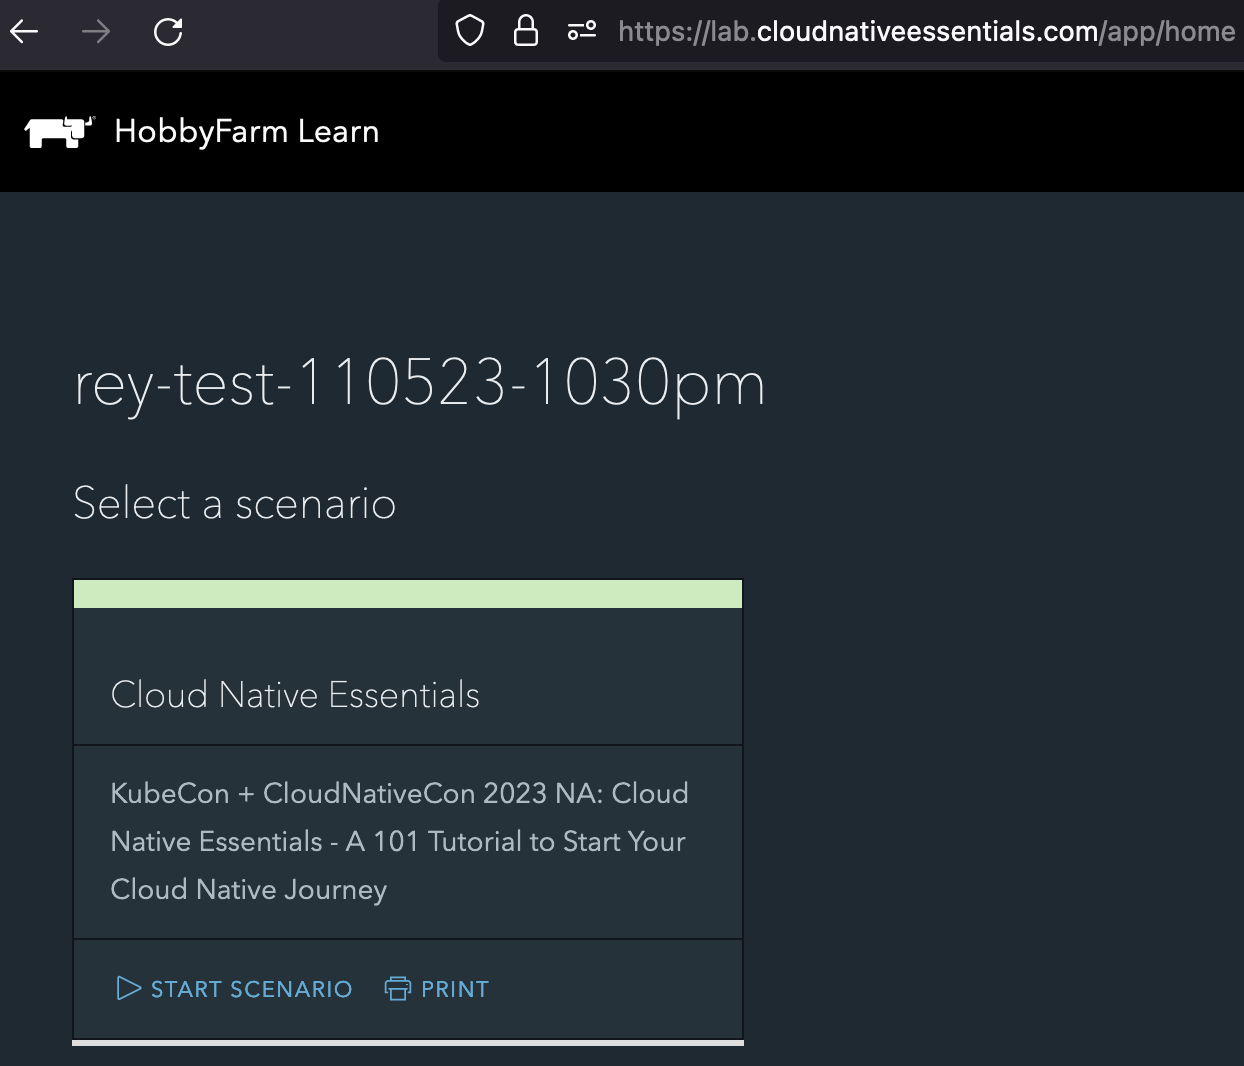 https://lab.cloudnativeessentials.com/app/home
HobbyFarm Learn
rey-test-110523-1030pm
Select a scenario
Cloud Native Essentials
KubeCon + CloudNativeCon 2023 NA: Cloud
Native Essentials - A 101 Tutorial to Start Your
Cloud Native Journey
START SCENARIO PRINT